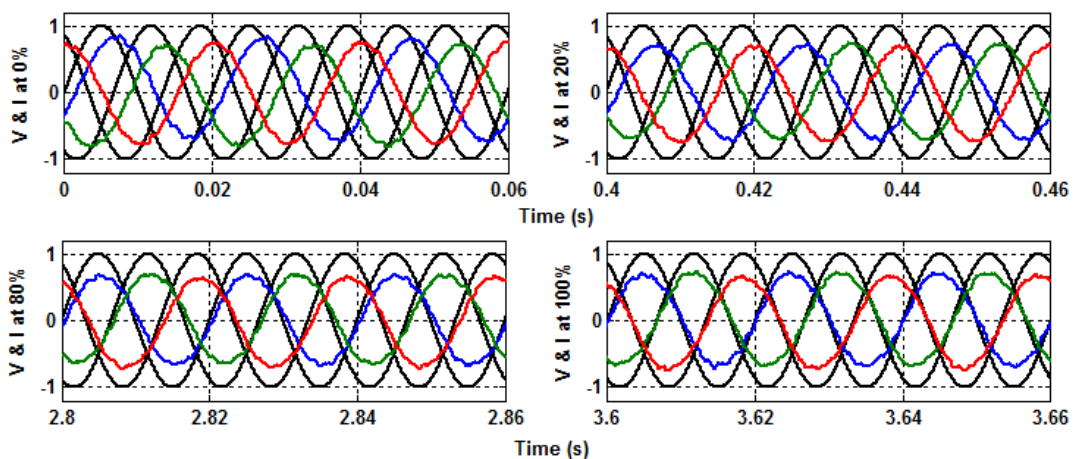 V & I at 0%
1
0
-1
0 0.02 0.04 0.06
V & I at 20%
1
0
-1
0.4 0.42 0.44 0.46
Time (s)
V & I at 80%
1
0
-1
2.8 2.82 2.84 2.86
V & I at 100%
1
0
-1
3.6 3.62 3.64 3.66
Time (s)